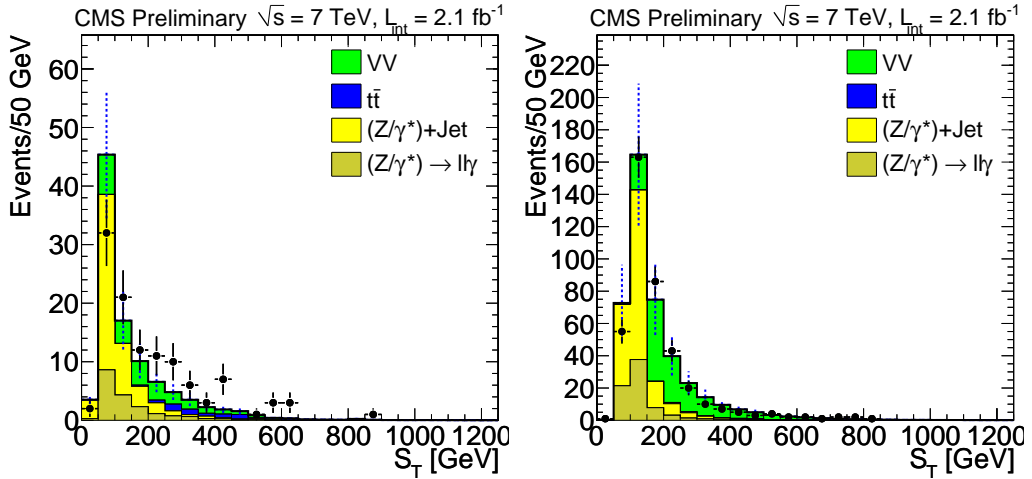 CMS Preliminary √s = 7 TeV, L_int = 2.1 fb⁻¹
Events/50 GeV
VV
tt̄
(Z/γ*)+Jet
(Z/γ*) → llγ
60
50
40
30
20
10
0
0 200 400 600 800 1000 1200
S_T [GeV]
CMS Preliminary √s = 7 TeV, L_int = 2.1 fb⁻¹
Events/50 GeV
VV
tt̄
(Z/γ*)+Jet
(Z/γ*) → llγ
220
200
180
160
140
120
100
80
60
40
20
0
0 200 400 600 800 1000 1200
S_T [GeV]